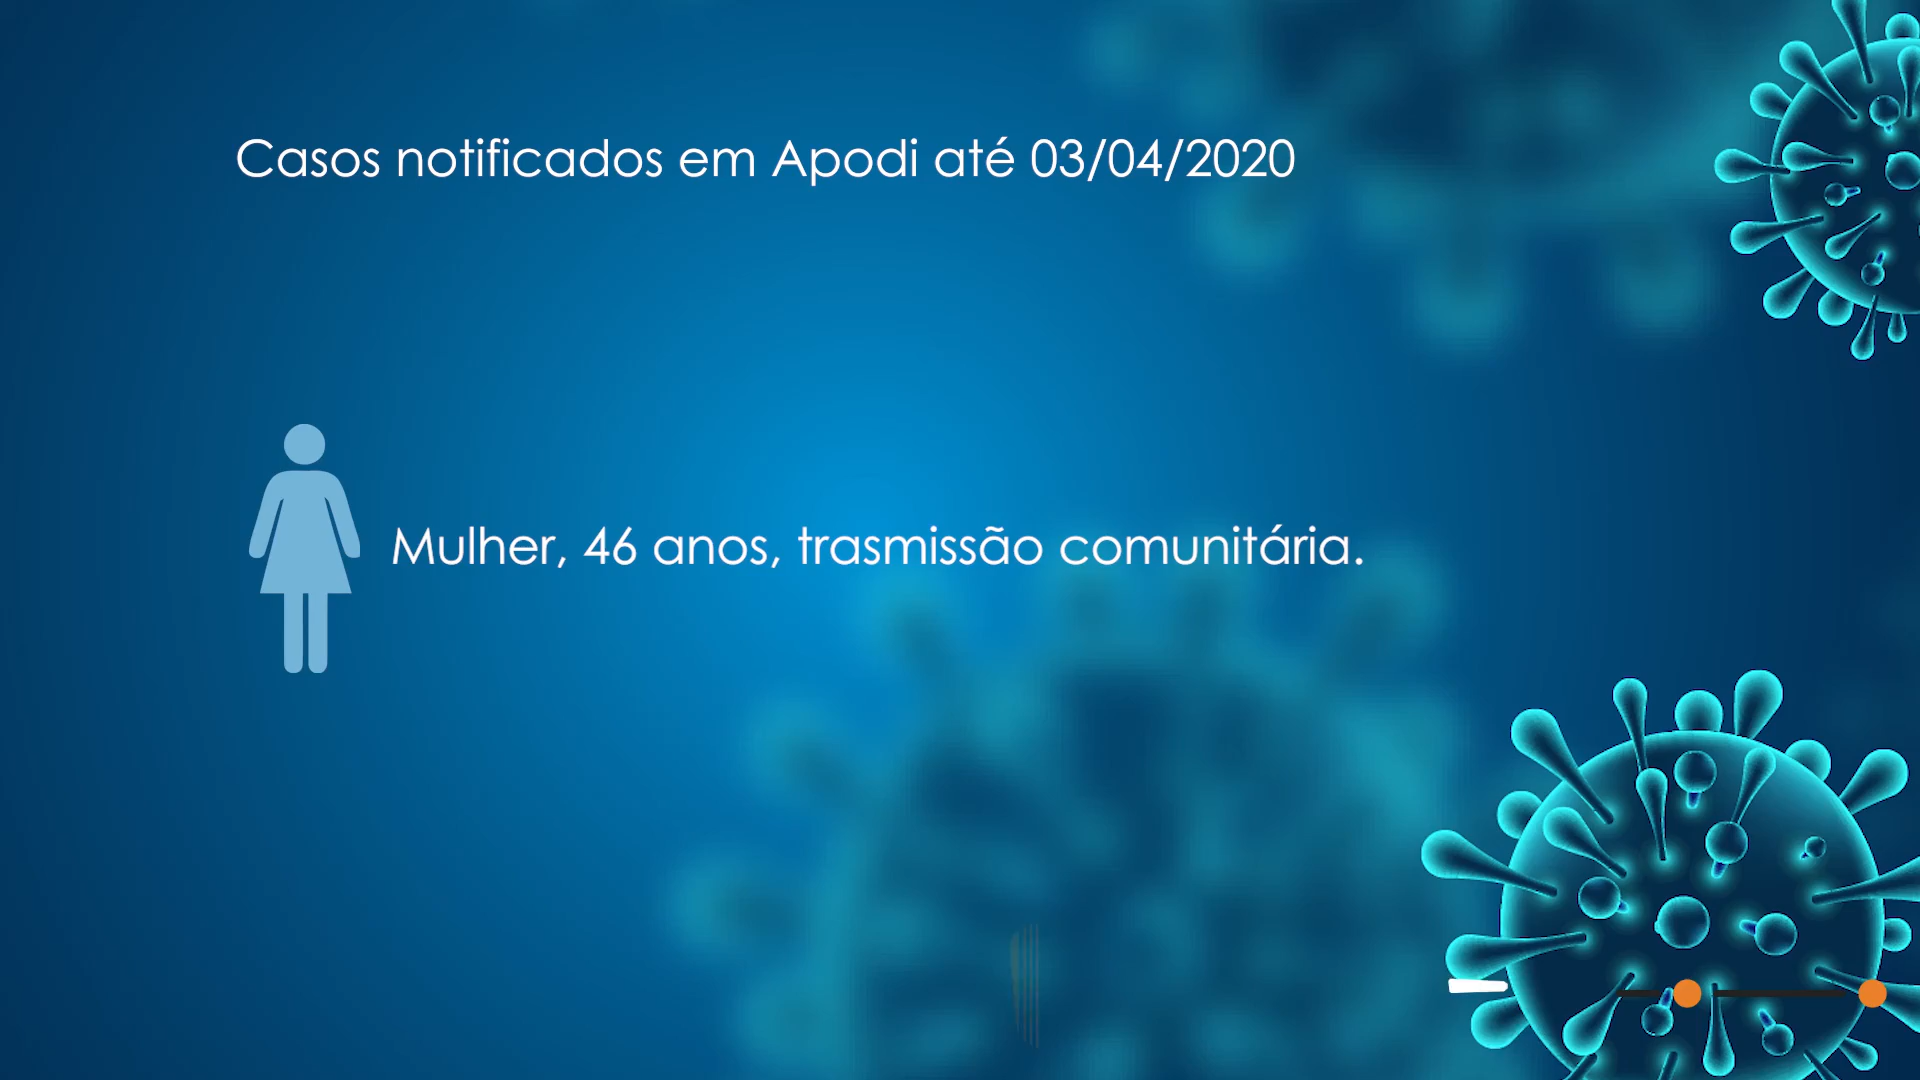 Casos notificados em Apodi até 03/04/2020
Mulher, 46 anos, trasmissão comunitária.